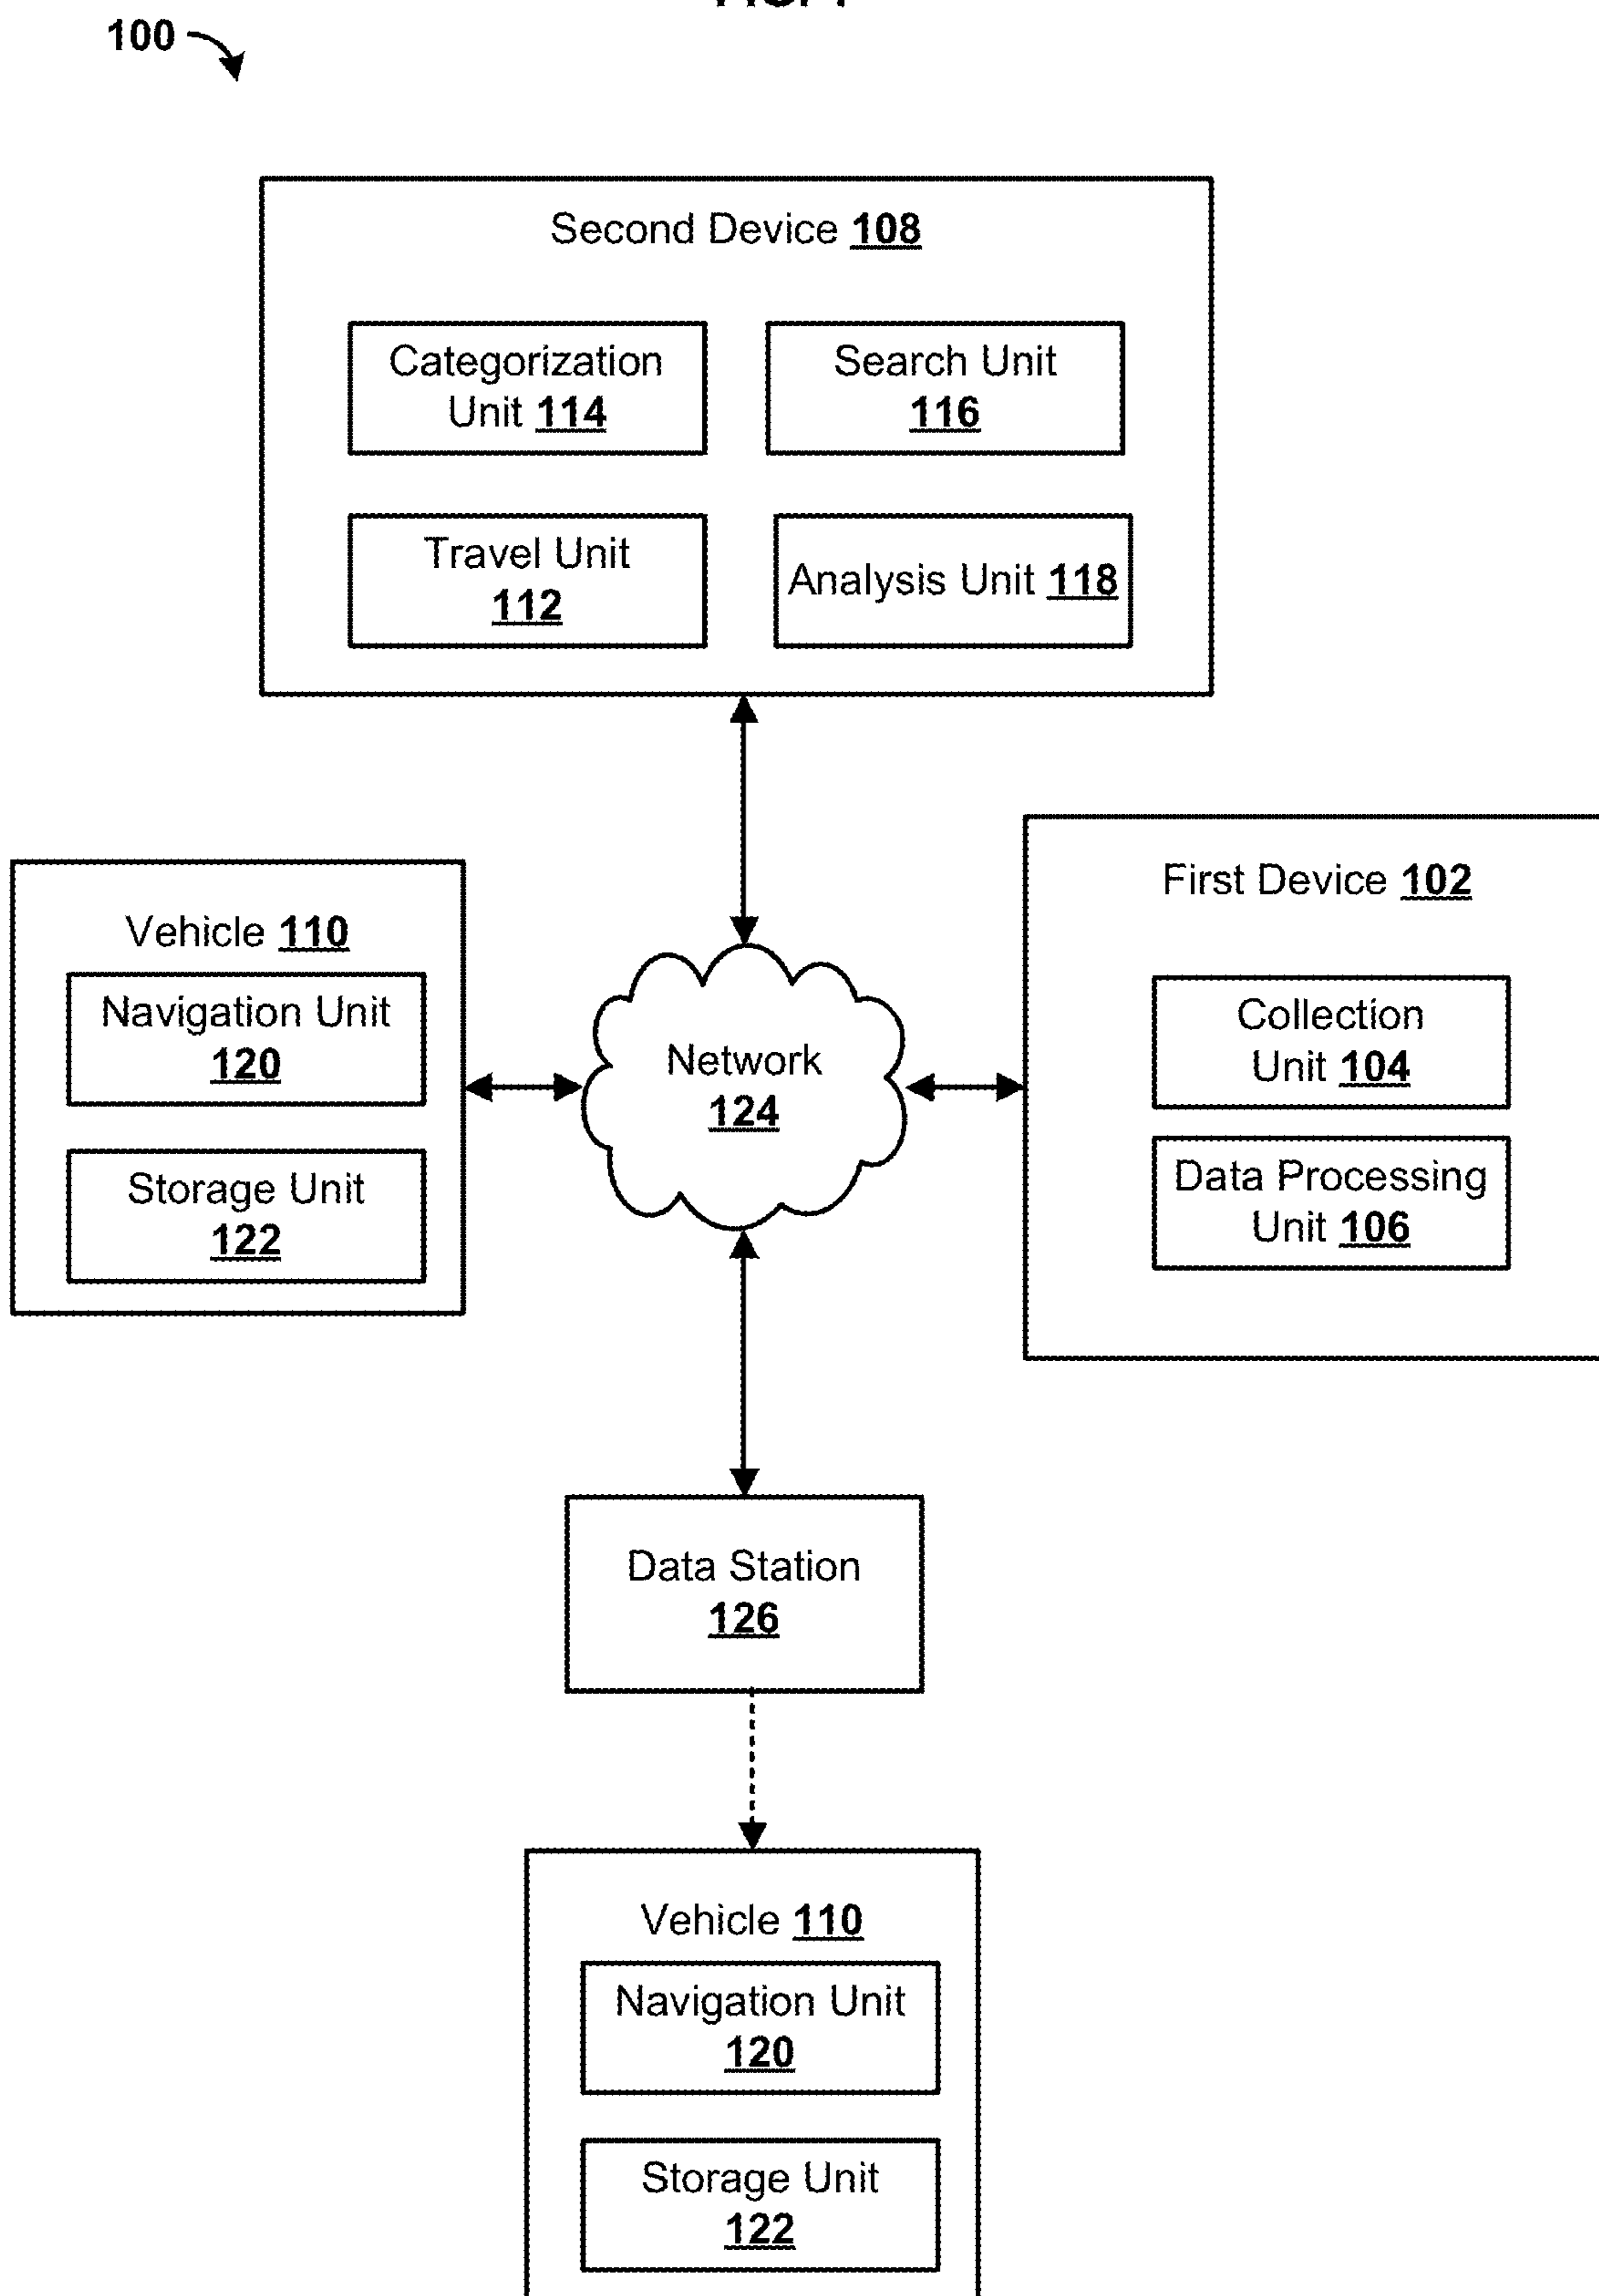 100
Second Device 108
Categorization
Unit 114
Search Unit
116
Travel Unit
112
Analysis Unit 118
First Device 102
Vehicle 110
Navigation Unit
120
Collection
Unit 104
Network
124
Data Processing
Unit 106
Storage Unit
122
Data Station
126
Vehicle 110
Navigation Unit
120
Storage Unit
122